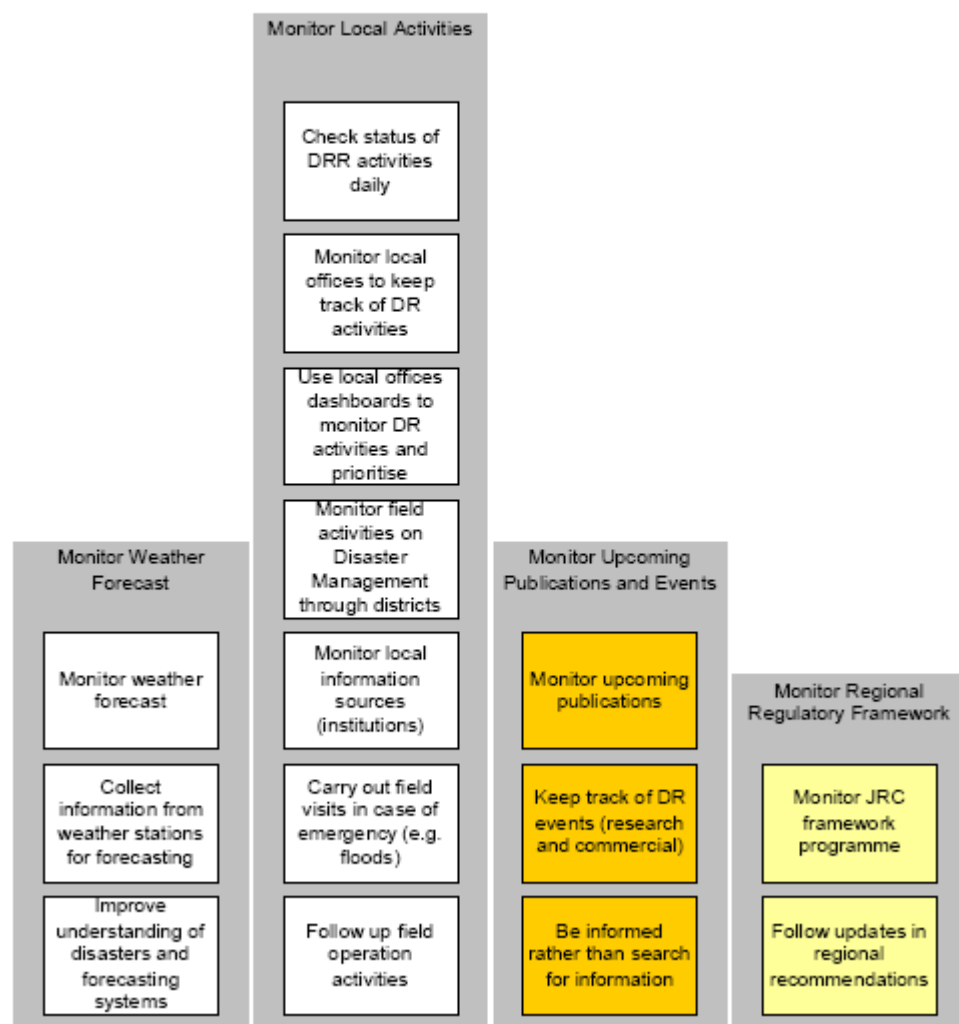 Monitor Local Activities
Check status of
DRR activities
daily
Monitor local
offices to keep
track of DR
activities
Use local offices
dashboards to
monitor DR
activities and
prioritise
Monitor field
activities on
Disaster
Management
through districts
Monitor local
information
sources
(institutions)
Carry out field
visits in case of
emergency (e.g.
floods)
Follow up field
operation
activities
Monitor Weather
Forecast
Monitor weather
forecast
Collect
information from
weather stations
for forecasting
Improve
understanding of
disasters and
forecasting
systems
Monitor Upcoming
Publications and Events
Monitor upcoming
publications
Keep track of DR
events (research
and commercial)
Be informed
rather than search
for information
Monitor Regional
Regulatory Framework
Monitor JRC
framework
programme
Follow updates in
regional
recommendations